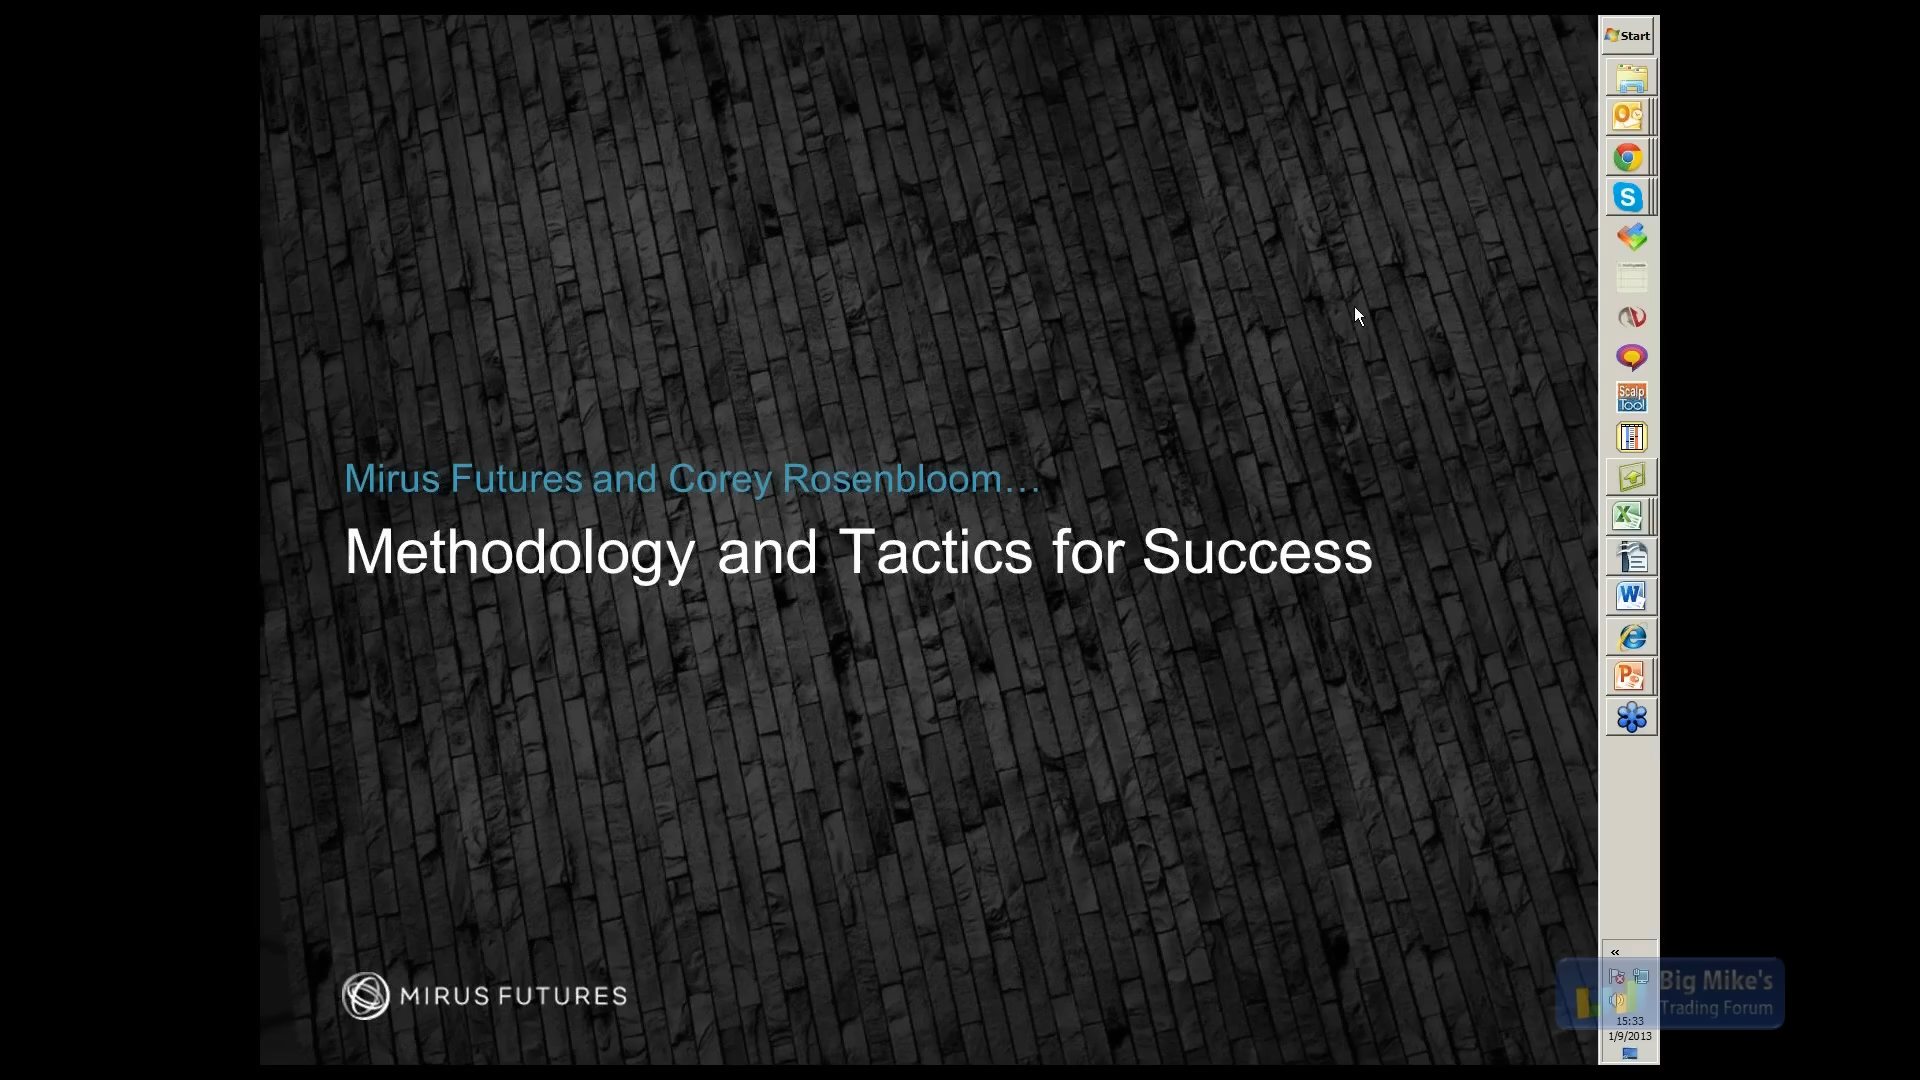 Start
Mirus Futures and Corey Rosenbloom…
Methodology and Tactics for Success
Scalp
Tool
MIRUS FUTURES
«
Big Mike's
Trading Forum
15:33
1/9/2013